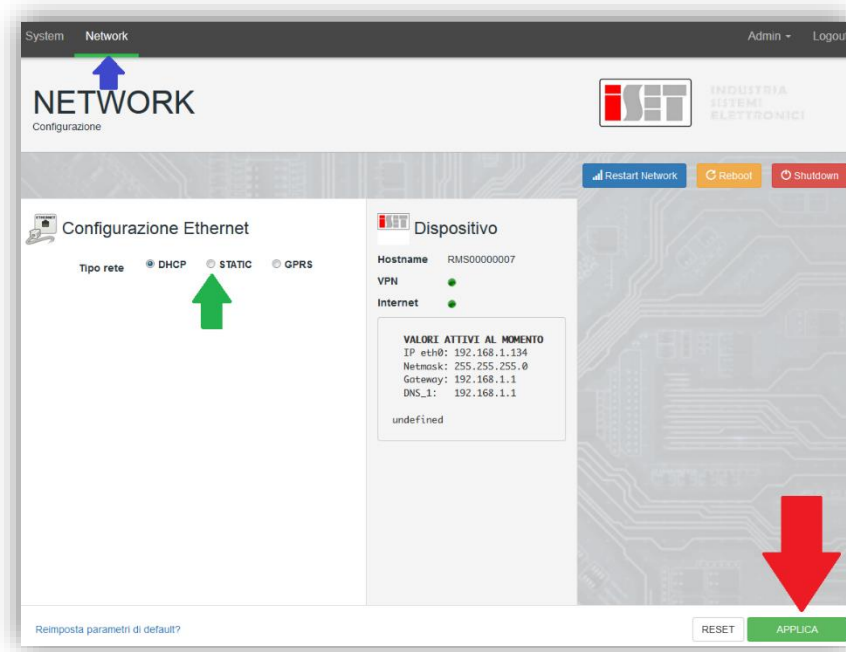 System Network Admin Logout
NETWORK
Configurazione
iSET
INDUSTRIA
SISTEMI
ELETTRONICI
Restart Network Reboot Shutdown
Configurazione Ethernet
Tipo rete DHCP STATIC GPRS
iSET Dispositivo
Hostname RMS00000007
VPN
Internet
VALORI ATTIVI AL MOMENTO
IP eth0: 192.168.1.134
Netmask: 255.255.255.0
Gateway: 192.168.1.1
DNS_1: 192.168.1.1
undefined
Reimposta parametri di default?
RESET APPLICA